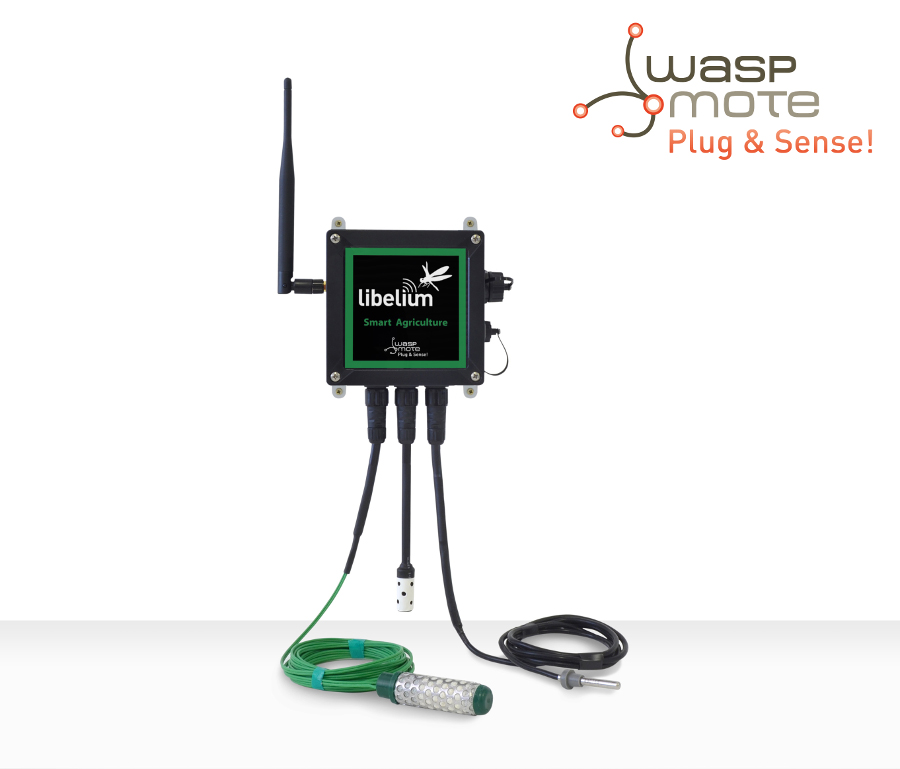 wasp
mote
Plug & Sense!
libelium
Smart Agriculture
wasp
mote
Plug & Sense!